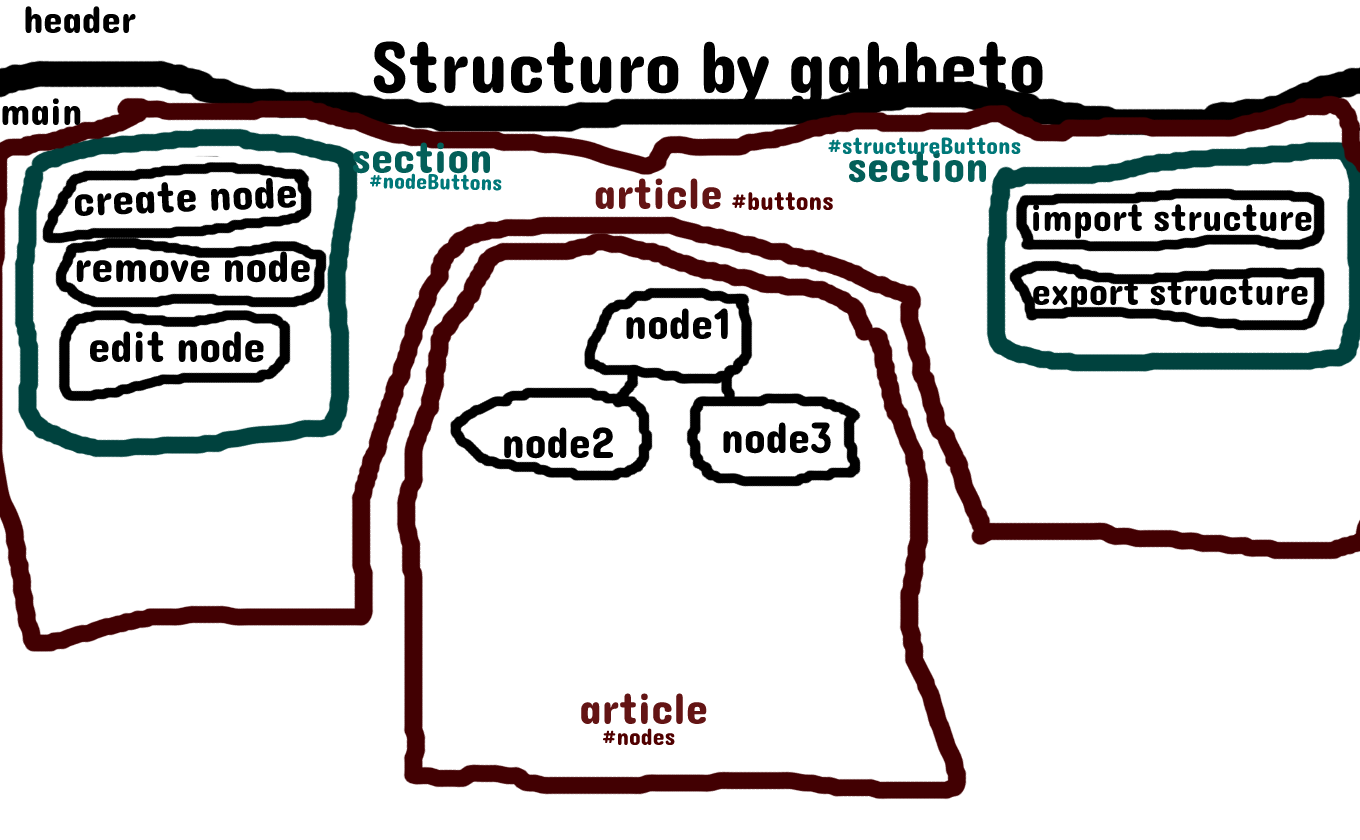 header
Structuro by gabbeto
main
section
#nodeButtons
#structureButtons
section
article #buttons
create node
remove node
edit node
import structure
export structure
node1
node2
node3
article
#nodes